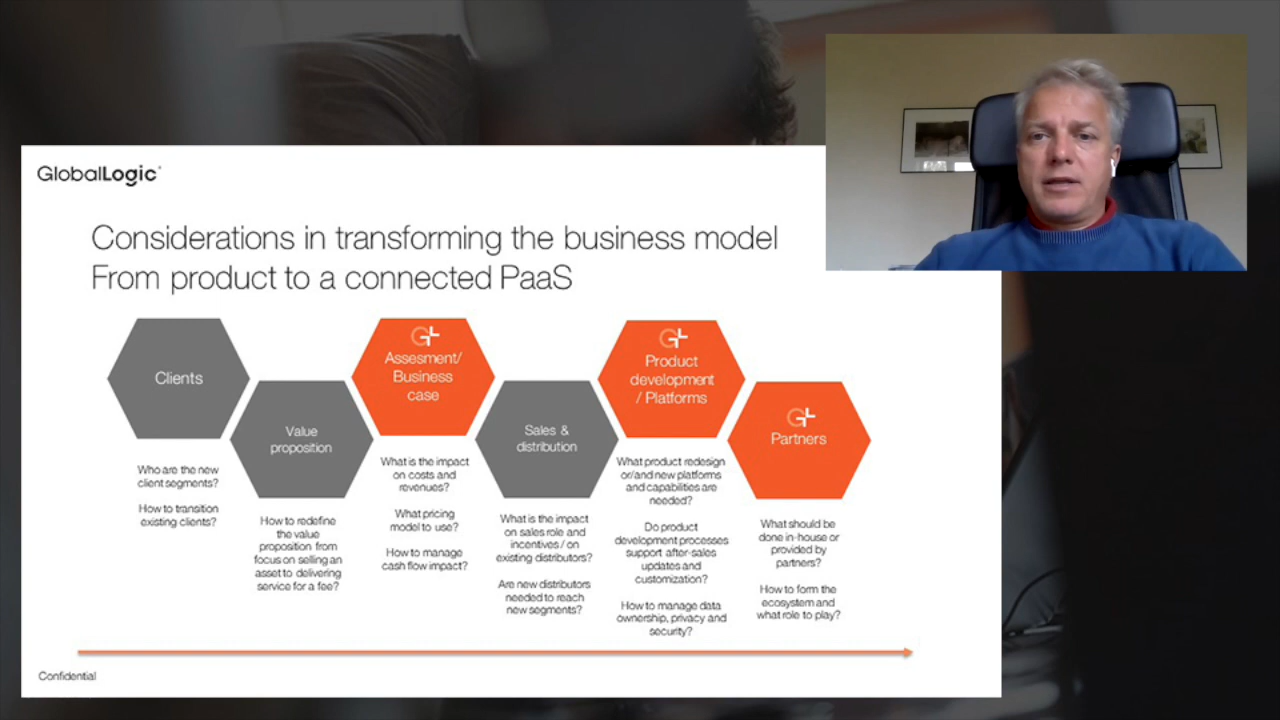 GlobalLogic
Considerations in transforming the business model
From product to a connected PaaS
Clients
Who are the new
client segments?
How to transition
existing clients?
Value
proposition
How to redefine
the value
proposition from
focus on selling an
asset to delivering
service for a fee?
GL
Assesment/
Business
case
What is the impact
on costs and
revenues?
What pricing
model to use?
How to manage
cash flow impact?
Sales &
distribution
What is the impact
on sales role and
incentives / on
existing distributors?
Are new distributors
needed to reach
new segments?
GL
Product
development
/ Platforms
What product redesign
or/and new platforms
and capabilities are
needed?
Do product
development processes
support after-sales
updates and
customization?
How to manage data
ownership, privacy and
security?
GL
Partners
What should be
done in-house or
provided by
partners?
How to form the
ecosystem and
what role to play?
Confidential